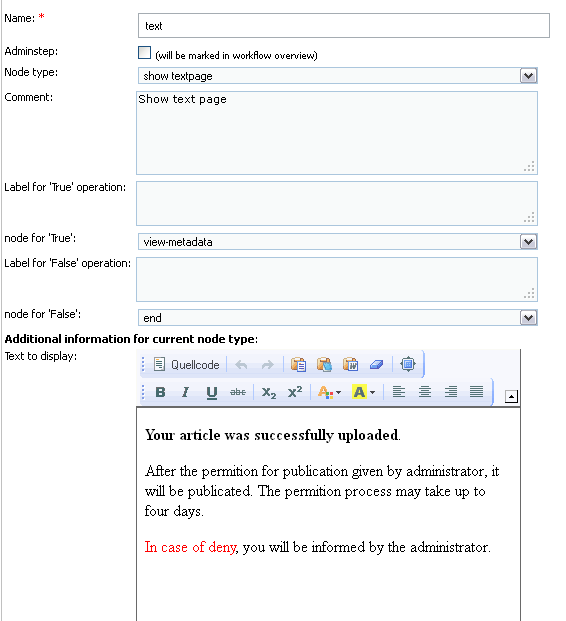 Name: *
text
Adminstep:
(will be marked in workflow overview)
Node type:
show textpage
Comment:
Show text page
Label for 'True' operation:
node for 'True':
view-metadata
Label for 'False' operation:
node for 'False':
end
Additional information for current node type:
Text to display:
Quellcode
B I U abc X₂ X² A A
Your article was successfully uploaded.
After the permition for publication given by administrator, it
will be publicated. The permition process may take up to
four days.
In case of deny, you will be informed by the administrator.